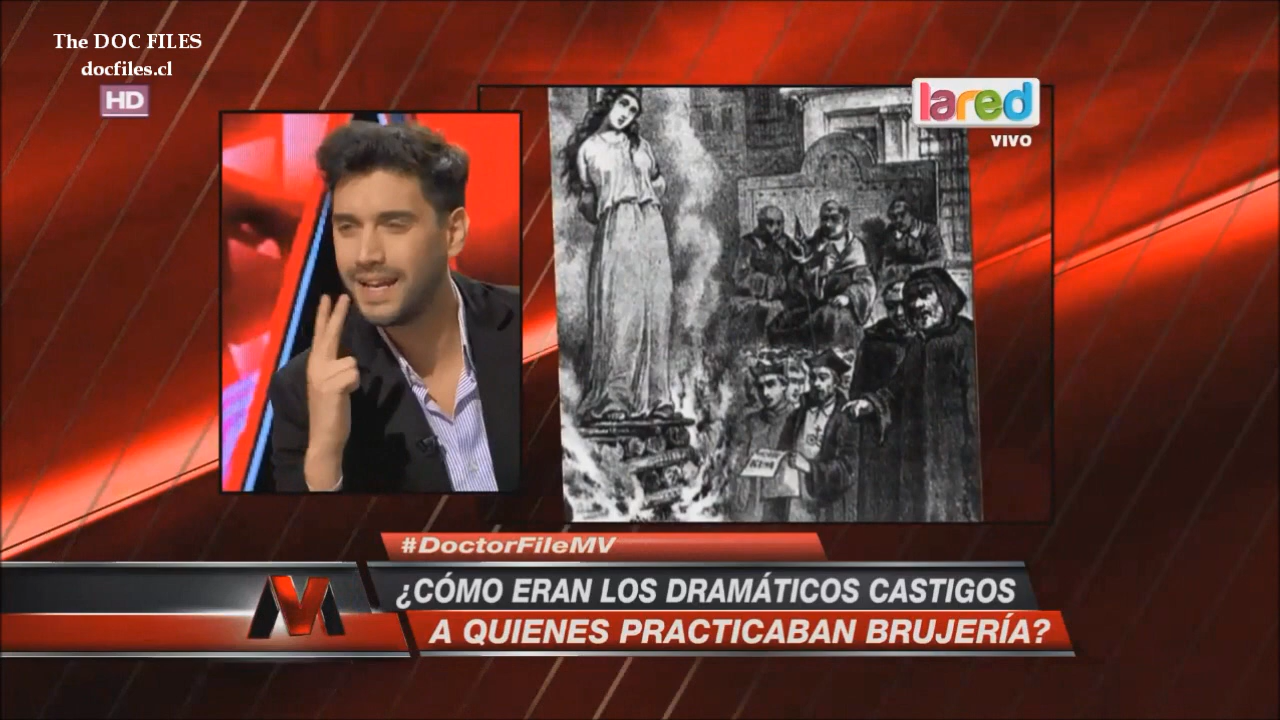 The DOC FILES
docfiles.cl
HD
lared
VIVO
#DoctorFileMV
¿CÓMO ERAN LOS DRAMÁTICOS CASTIGOS
A QUIENES PRACTICABAN BRUJERÍA?